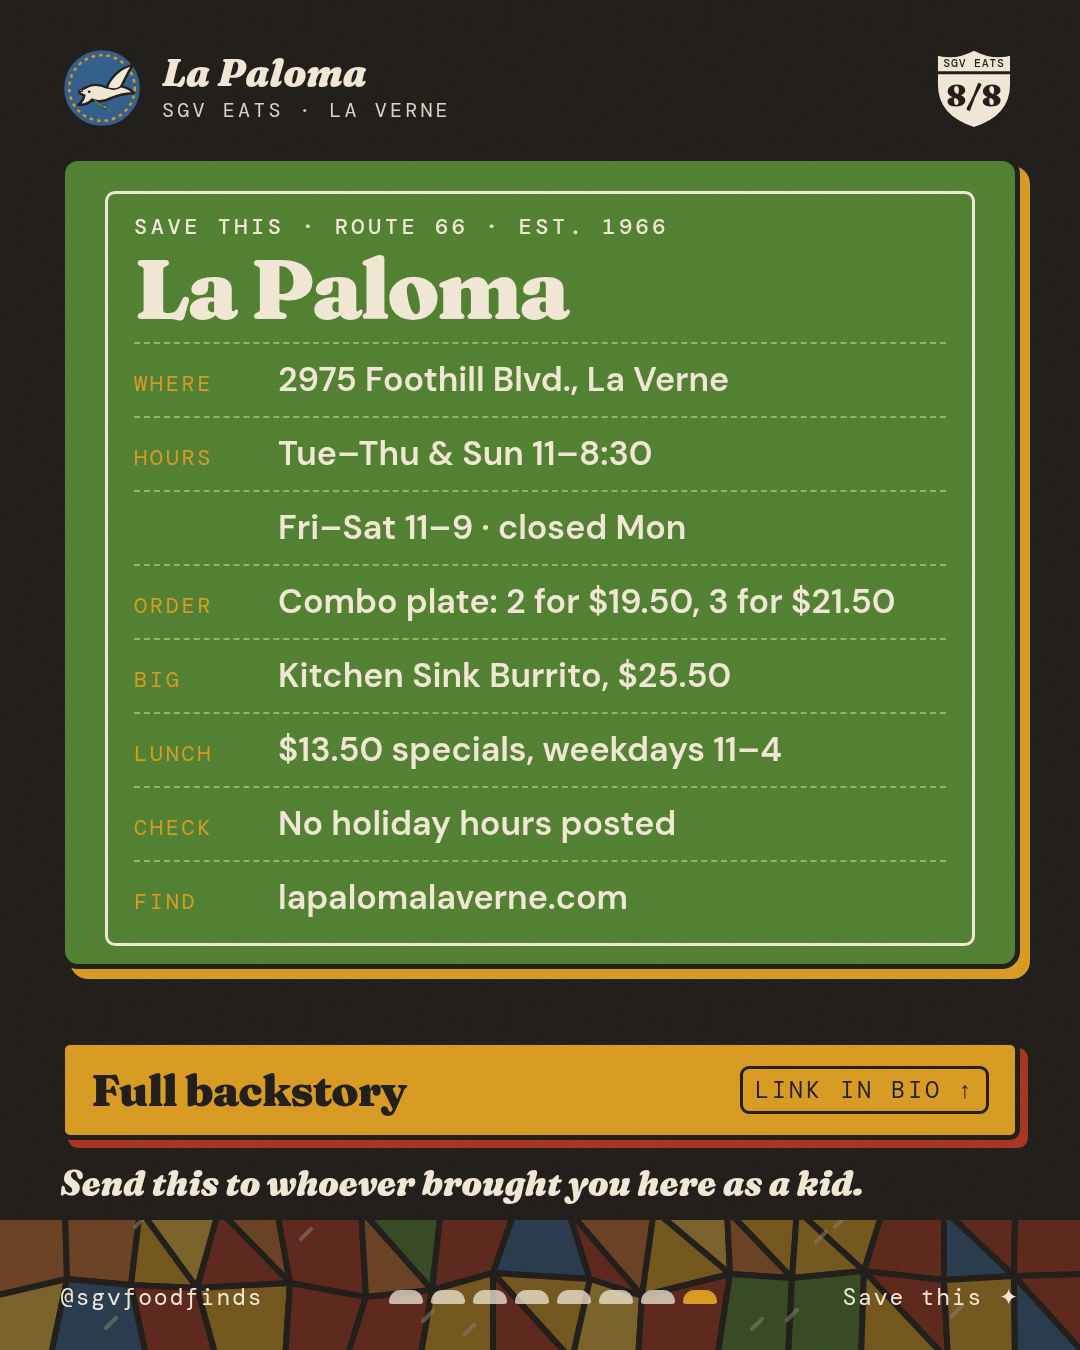 La Paloma
SGV EATS · LA VERNE
SGV EATS
8/8
SAVE THIS · ROUTE 66 · EST. 1966
La Paloma
WHERE 2975 Foothill Blvd., La Verne
HOURS Tue–Thu & Sun 11–8:30
Fri–Sat 11–9 · closed Mon
ORDER Combo plate: 2 for $19.50, 3 for $21.50
BIG Kitchen Sink Burrito, $25.50
LUNCH $13.50 specials, weekdays 11–4
CHECK No holiday hours posted
FIND lapalomalaverne.com
Full backstory
LINK IN BIO ↑
Send this to whoever brought you here as a kid.
@sgvfoodfinds
Save this ✦